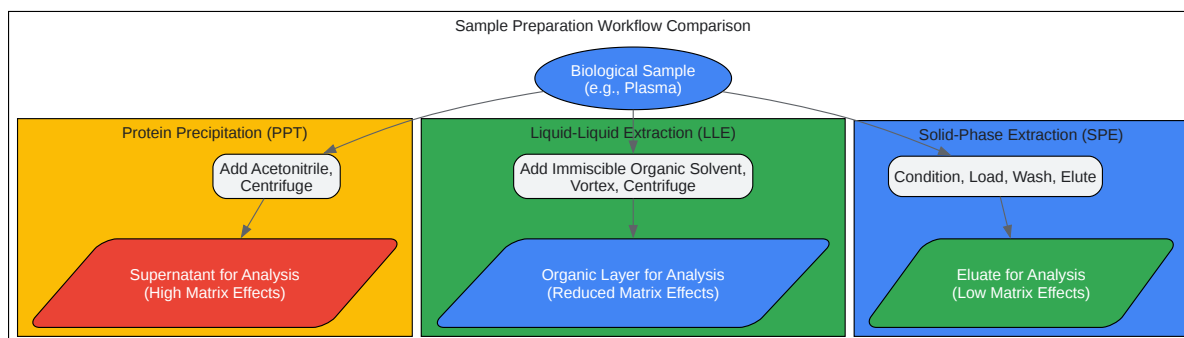 Sample Preparation Workflow Comparison
Biological Sample
(e.g., Plasma)
Protein Precipitation (PPT)
Add Acetonitrile,
Centrifuge
Supernatant for Analysis
(High Matrix Effects)
Liquid-Liquid Extraction (LLE)
Add Immiscible Organic Solvent,
Vortex, Centrifuge
Organic Layer for Analysis
(Reduced Matrix Effects)
Solid-Phase Extraction (SPE)
Condition, Load, Wash, Elute
Eluate for Analysis
(Low Matrix Effects)